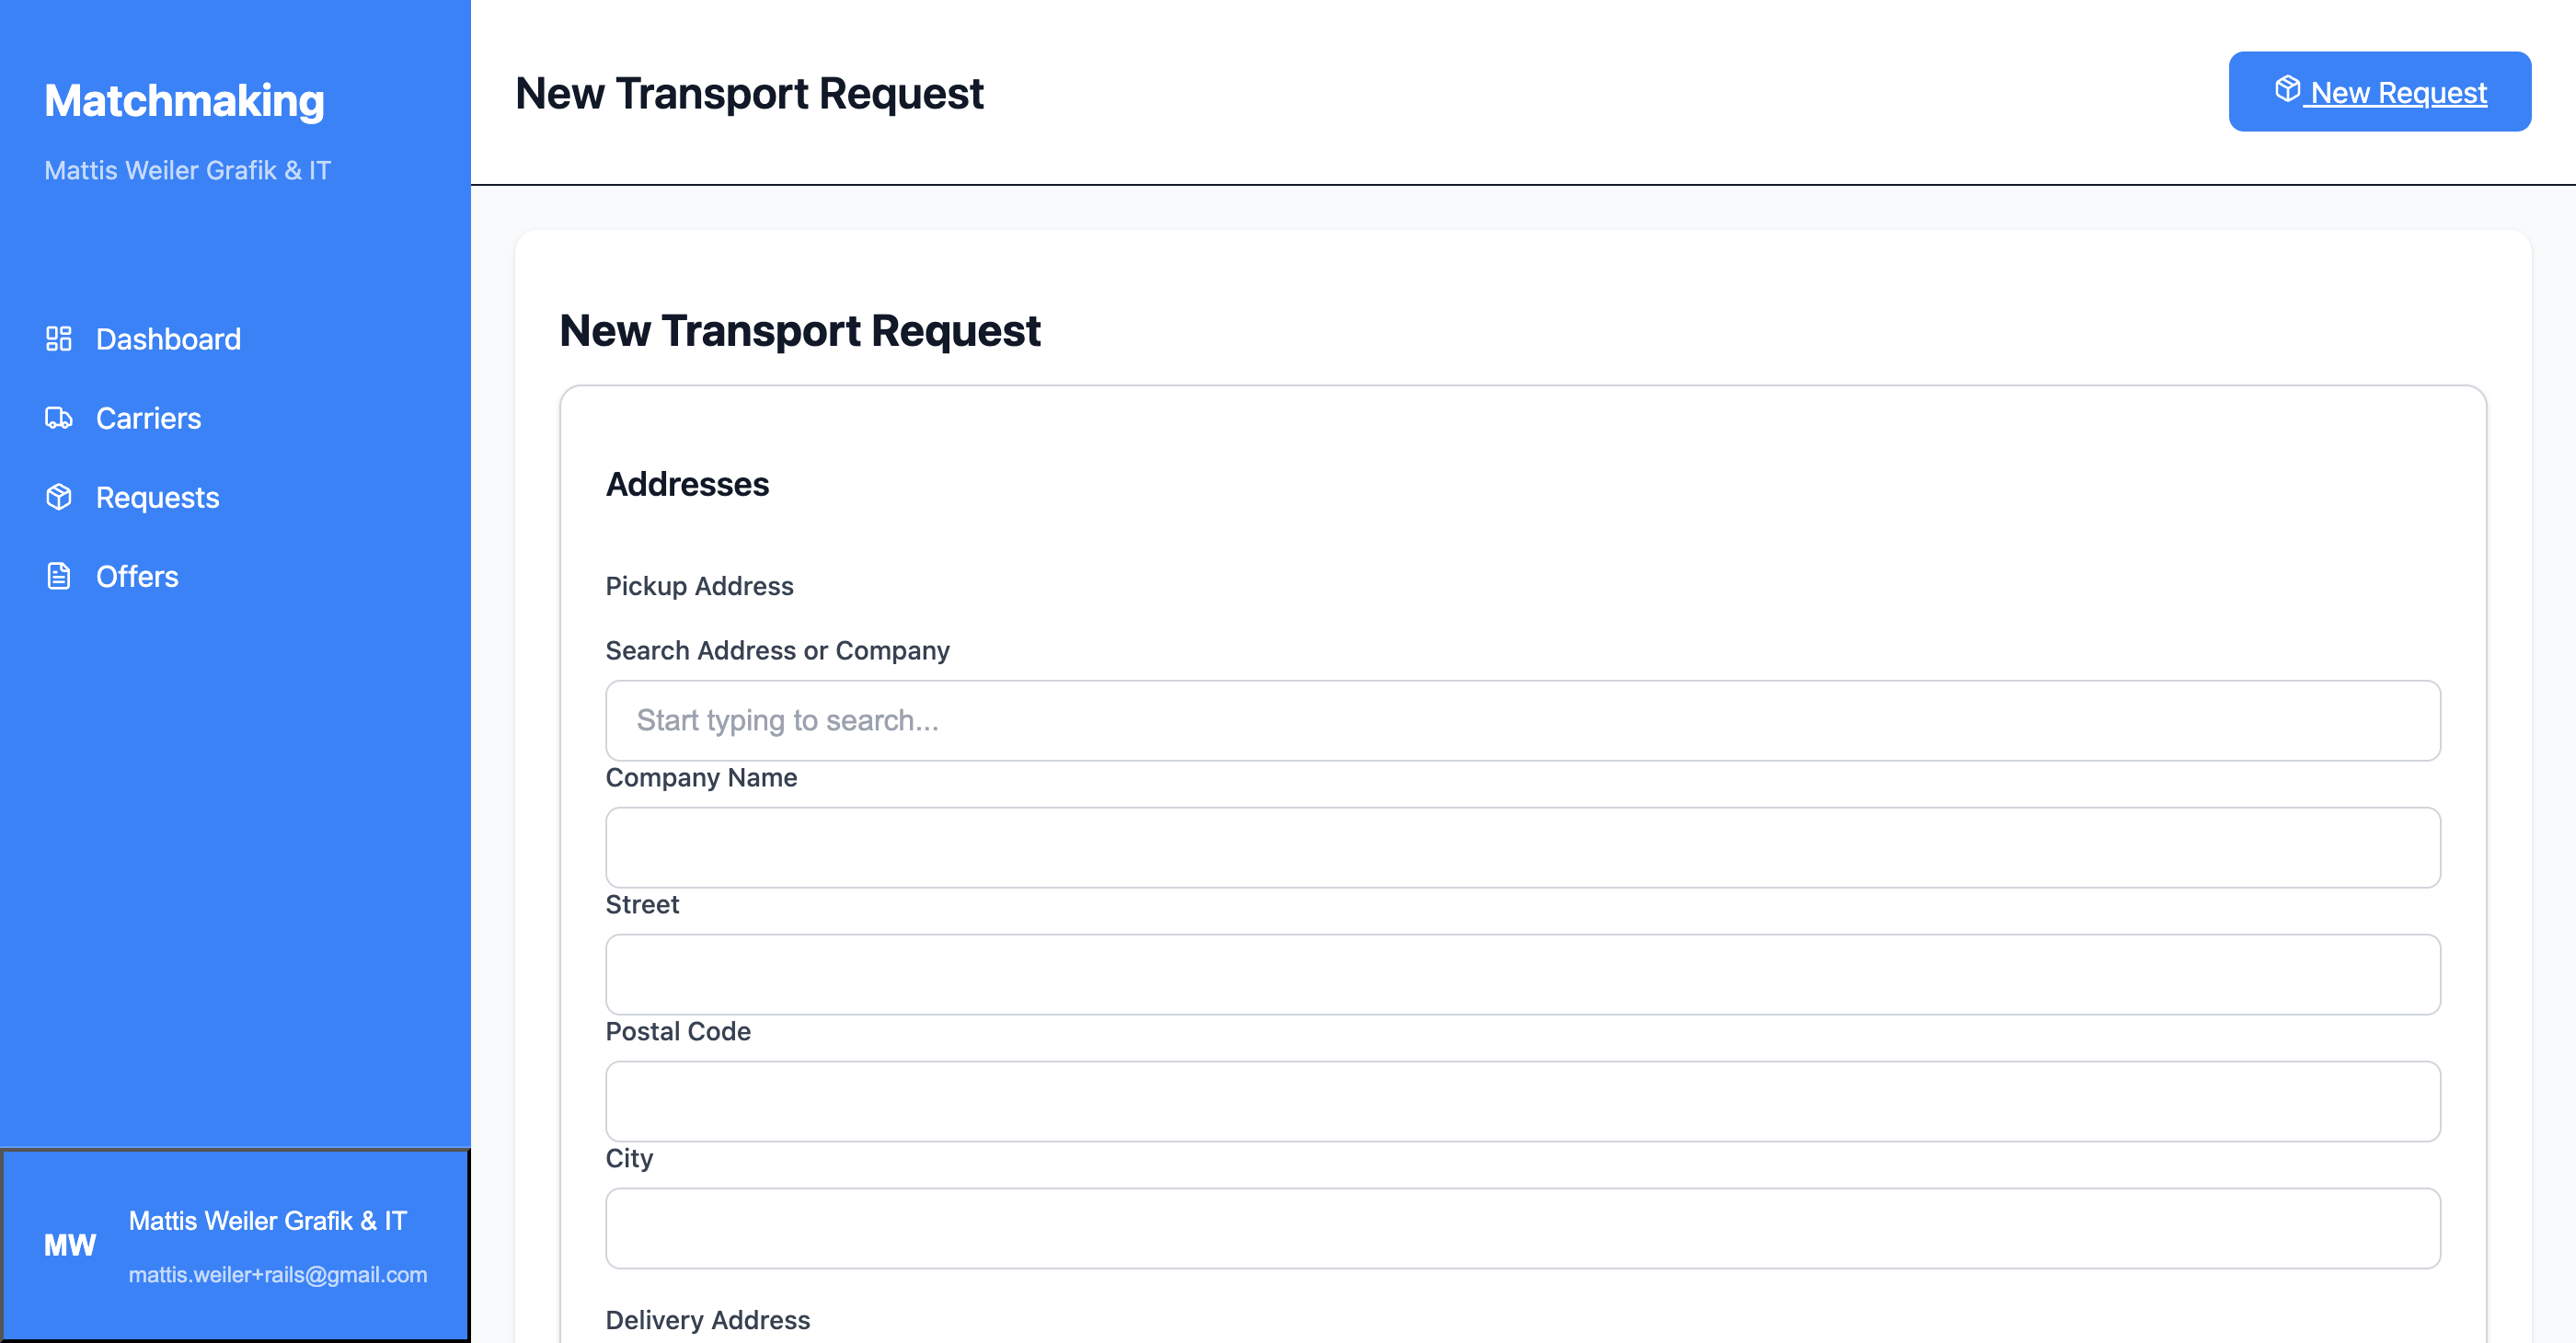 Matchmaking
Mattis Weiler Grafik & IT
Dashboard
Carriers
Requests
Offers
MW
Mattis Weiler Grafik & IT
mattis.weiler+rails@gmail.com
New Transport Request
New Request
New Transport Request
Addresses
Pickup Address
Search Address or Company
Start typing to search...
Company Name
Street
Postal Code
City
Delivery Address